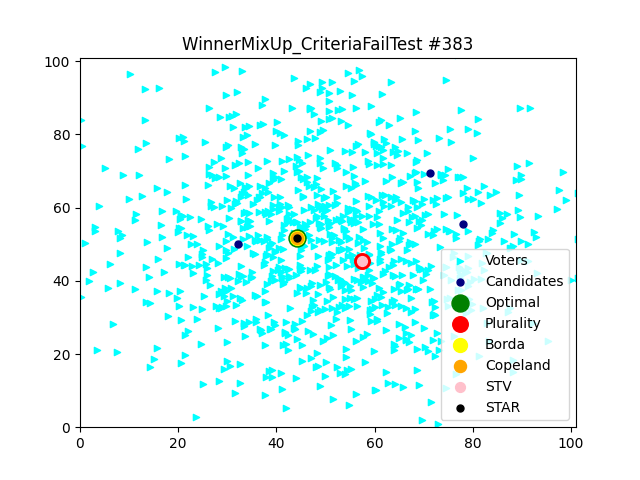 WinnerMixUp_CriteriaFailTest #383
100
80
60
40
20
0
0
20
40
60
80
100
Voters
Candidates
Optimal
Plurality
Borda
Copeland
STV
STAR